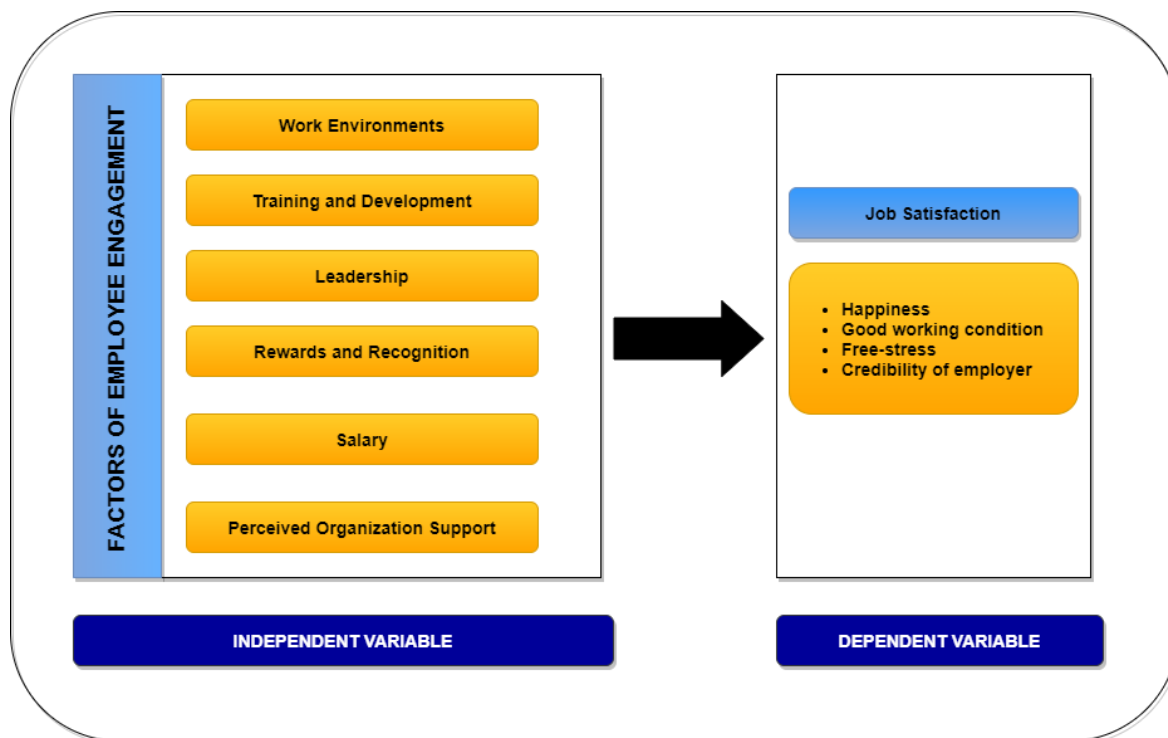 FACTORS OF EMPLOYEE ENGAGEMENT
Work Environments
Training and Development
Leadership
Rewards and Recognition
Salary
Perceived Organization Support
INDEPENDENT VARIABLE
Job Satisfaction
• Happiness
• Good working condition
• Free-stress
• Credibility of employer
DEPENDENT VARIABLE